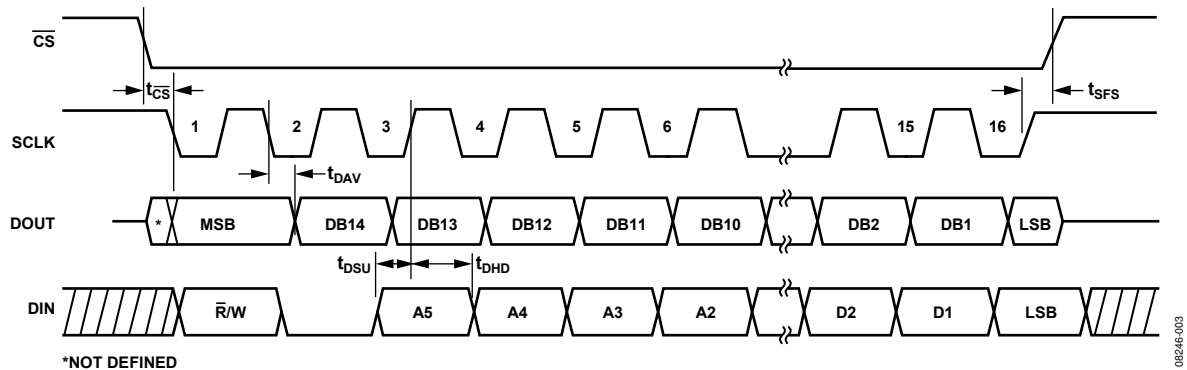 CS
tCS
tSFS
SCLK 1 2 3 4 5 6 15 16
tDAV
DOUT * MSB DB14 DB13 DB12 DB11 DB10 DB2 DB1 LSB
tDSU tDHD
DIN R/W A5 A4 A3 A2 D2 D1 LSB
*NOT DEFINED
08246-003